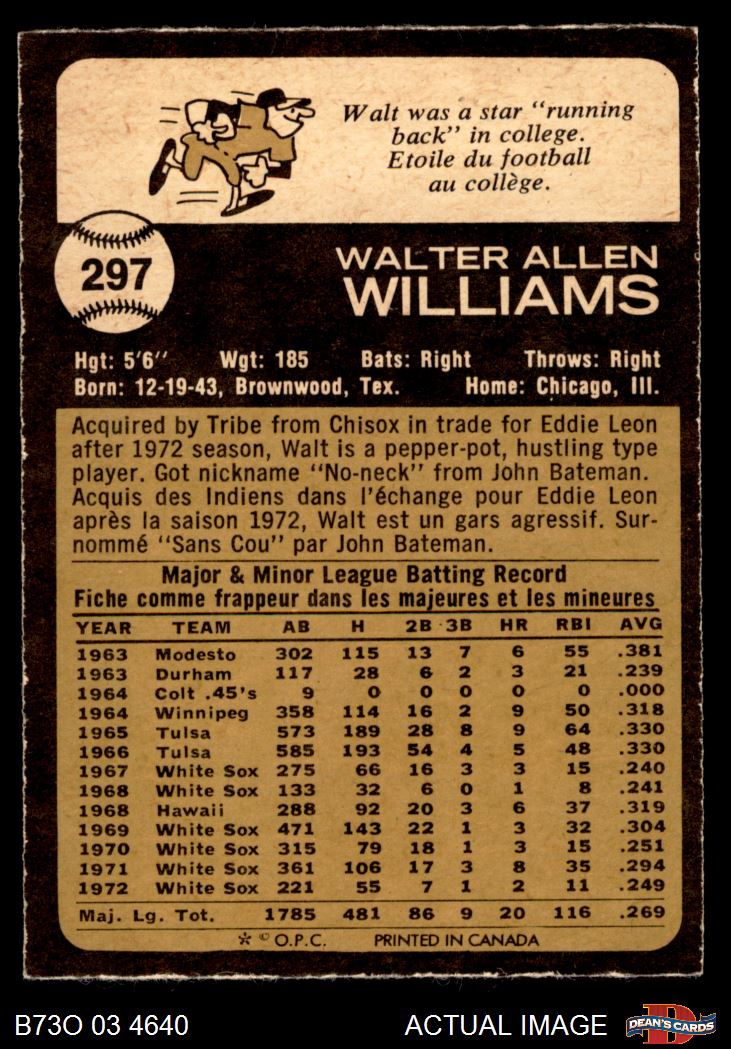 Walt was a star "running
back" in college.
Etoile du football
au collège.
297
WALTER ALLEN
WILLIAMS
Hgt: 5'6" Wgt: 185 Bats: Right Throws: Right
Born: 12-19-43, Brownwood, Tex. Home: Chicago, Ill.
Acquired by Tribe from Chisox in trade for Eddie Leon
after 1972 season, Walt is a pepper-pot, hustling type
player. Got nickname "No-neck" from John Bateman.
Acquis des Indiens dans l'échange pour Eddie Leon
après la saison 1972, Walt est un gars agressif. Sur-
nommé "Sans Cou" par John Bateman.
Major & Minor League Batting Record
Fiche comme frappeur dans les majeures et les mineures
YEAR TEAM AB H 2B 3B HR RBI AVG
1963 Modesto 302 115 13 7 6 55 .381
1963 Durham 117 28 6 2 3 21 .239
1964 Colt .45's 9 0 0 0 0 0 .000
1964 Winnipeg 358 114 16 2 9 50 .318
1965 Tulsa 573 189 28 8 9 64 .330
1966 Tulsa 585 193 54 4 5 48 .330
1967 White Sox 275 66 16 3 3 15 .240
1968 White Sox 133 32 6 0 1 8 .241
1968 Hawaii 288 92 20 3 6 37 .319
1969 White Sox 471 143 22 1 3 32 .304
1970 White Sox 315 79 18 1 3 15 .251
1971 White Sox 361 106 17 3 8 35 .294
1972 White Sox 221 55 7 1 2 11 .249
Maj. Lg. Tot. 1785 481 86 9 20 116 .269
* © O.P.C. PRINTED IN CANADA
B73O 03 4640 ACTUAL IMAGE D DEAN'S CARDS